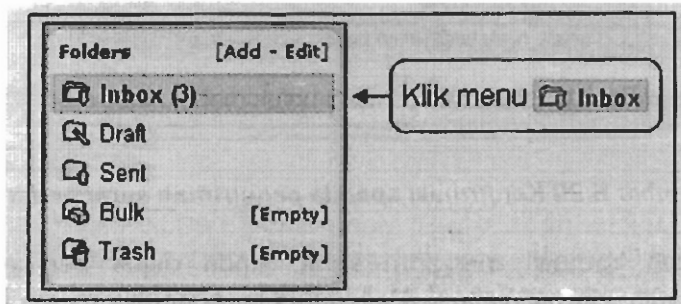 Folders [Add - Edit]
Inbox (3)
Klik menu Inbox
Draft
Sent
Bulk [Empty]
Trash [Empty]